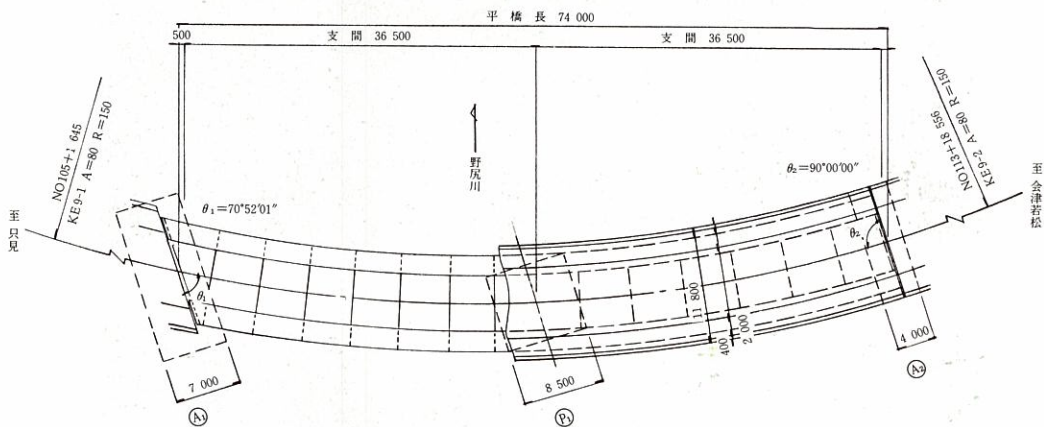 平橋長 74 000
500
支間 36 500
支間 36 500
NO105+1 645
KE9-1 A=80 R=150
NO113+18 556
KE9-2 A=80 R=150
至只見
至会津若松
野尻川
θ₁=70°52′01″
θ₂=90°00′00″
θ₁
θ₂
11 800
400
7 000
8 500
4 000
A₁
P₁
A₂